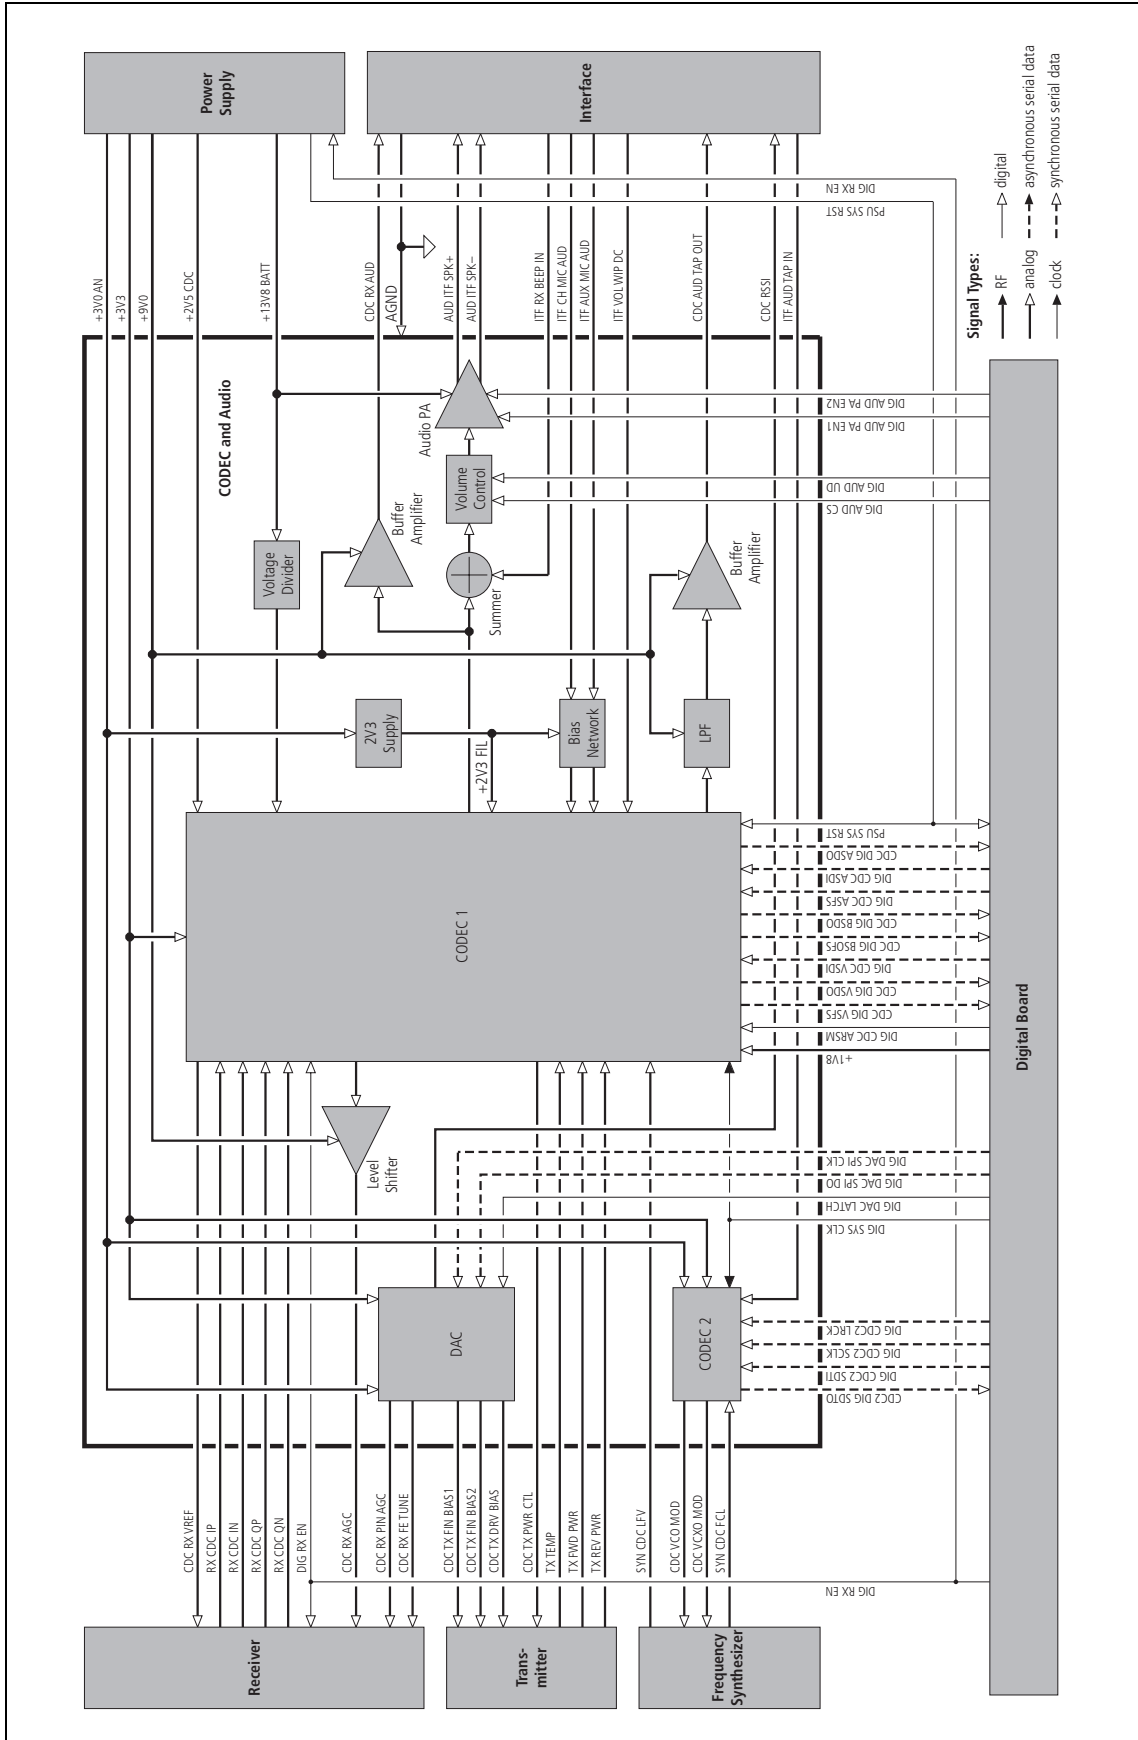 Power
Supply
Interface
+3V0 AN
+3V3
+9V0
+2V5 CDC
+13V8 BATT
CDC RX AUD
AGND
AUD ITF SPK+
AUD ITF SPK–
ITF RX BEEP IN
ITF CH MIC AUD
ITF AUX MIC AUD
ITF VOL WIP DC
CDC AUD TAP OUT
CDC RSSI
ITF AUD TAP IN
DIG RX EN
PSU SYS RST
Signal Types:
RF
analog
clock
digital
asynchronous serial data
synchronous serial data
CODEC and Audio
Voltage
Divider
Buffer
Amplifier
Audio PA
Volume
Control
Summer
Buffer
Amplifier
DIG AUD PA EN2
DIG AUD PA EN1
DIG AUD UD
DIG AUD CS
2V3
Supply
+2V3 FIL
Bias
Network
LPF
CODEC 1
PSU SYS RST
CDC DIG ASDO
DIG CDC ASDI
DIG CDC ASFS
CDC DIG BSDO
CDC DIG BSOFS
DIG CDC VSDI
CDC DIG VSDO
CDC DIG VSFS
DIG CDC ARSM
+1V8
Digital Board
Level
Shifter
DIG DAC SPI CLK
DIG DAC SPI DO
DIG DAC LATCH
DIG SYS CLK
DAC
CODEC 2
DIG CDC2 LRCK
DIG CDC2 SCLK
DIG CDC2 SDTI
CDC2 DIG SDTO
CDC RX VREF
RX CDC IP
RX CDC IN
RX CDC QP
RX CDC QN
DIG RX EN
CDC RX AGC
CDC RX PIN AGC
CDC RX FE TUNE
CDC TX FIN BIAS1
CDC TX FIN BIAS2
CDC TX DRV BIAS
CDC TX PWR CTL
TX TEMP
TX FWD PWR
TX REV PWR
SYN CDC LFV
CDC VCO MOD
CDC VCXO MOD
SYN CDC FCL
DIG RX EN
Receiver
Trans-
mitter
Frequency
Synthesizer